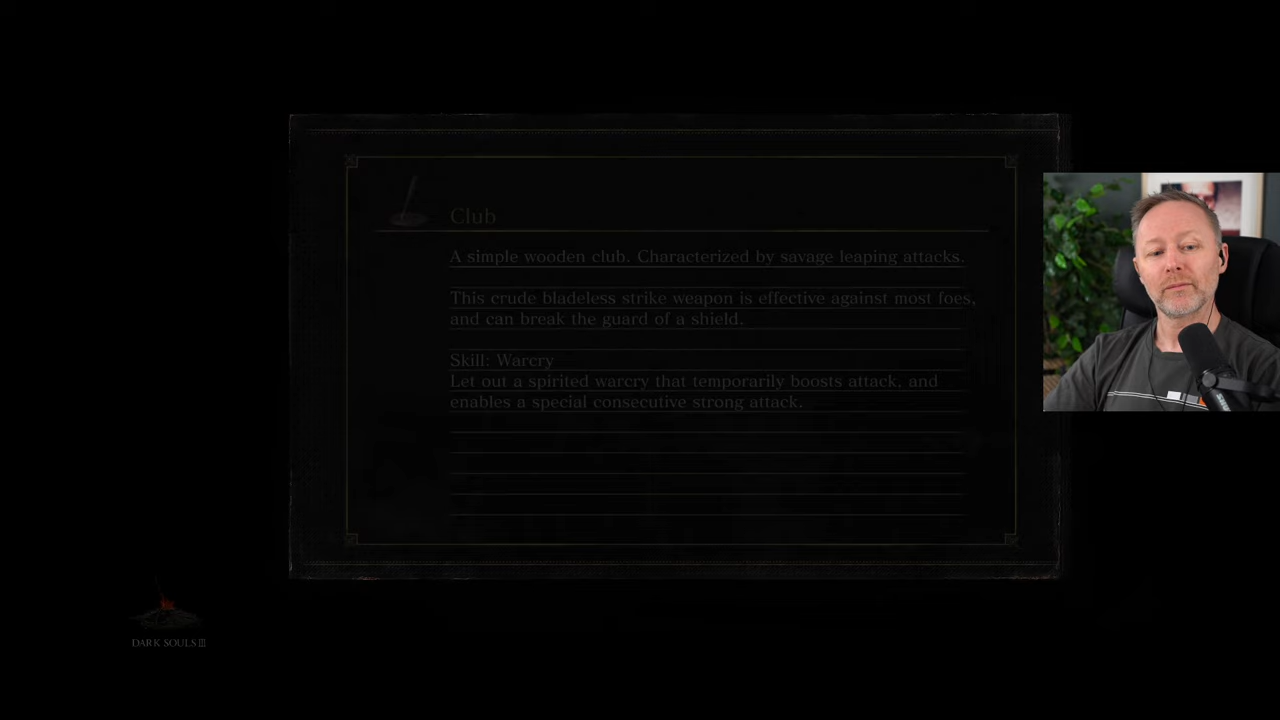 Club
A simple wooden club. Characterized by savage leaping attacks.
This crude bladeless strike weapon is effective against most foes,
and can break the guard of a shield.
Skill: Warcry
Let out a spirited warcry that temporarily boosts attack, and
enables a special consecutive strong attack.
DARK SOULS III